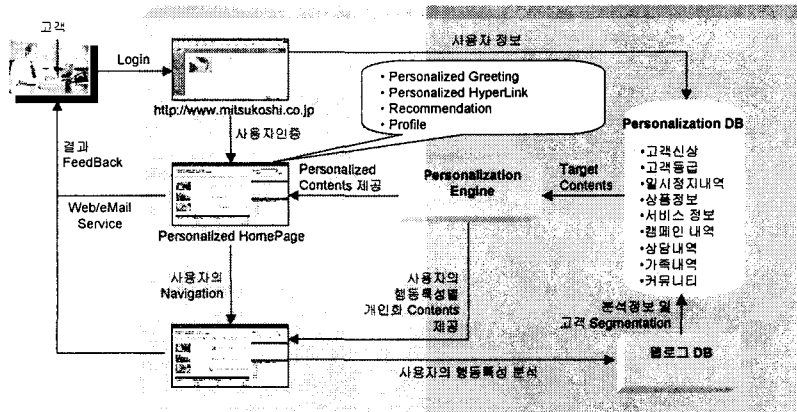 고객
Login
http://www.mitsukoshi.co.jp
사용자 정보
• Personalized Greeting
• Personalized HyperLink
• Recommendation
• Profile
사용자인증
결과
FeedBack
Personalized
Contents 제공
Personalization
Engine
Target
Contents
Personalization DB
•고객신상
•고객등급
•일시정지내역
•상품정보
•서비스 정보
•캠페인 내역
•상담내역
•가족내역
•커뮤니티
Web/eMail
Service
Personalized HomePage
사용자의
Navigation
사용자의
행동특성별
개인화 Contents
제공
분석정보 및
고객 Segmentation
웹로그 DB
사용자의 행동특성 분석